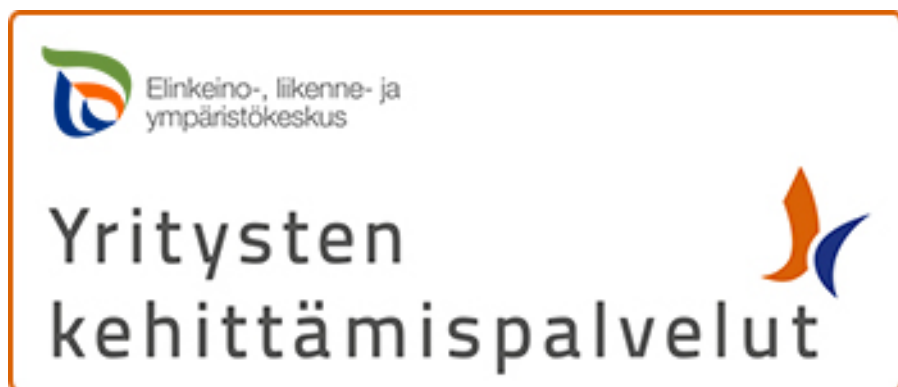 Elinkeino-, liikenne- ja
ympäristökeskus
Yritysten
kehittämispalvelut